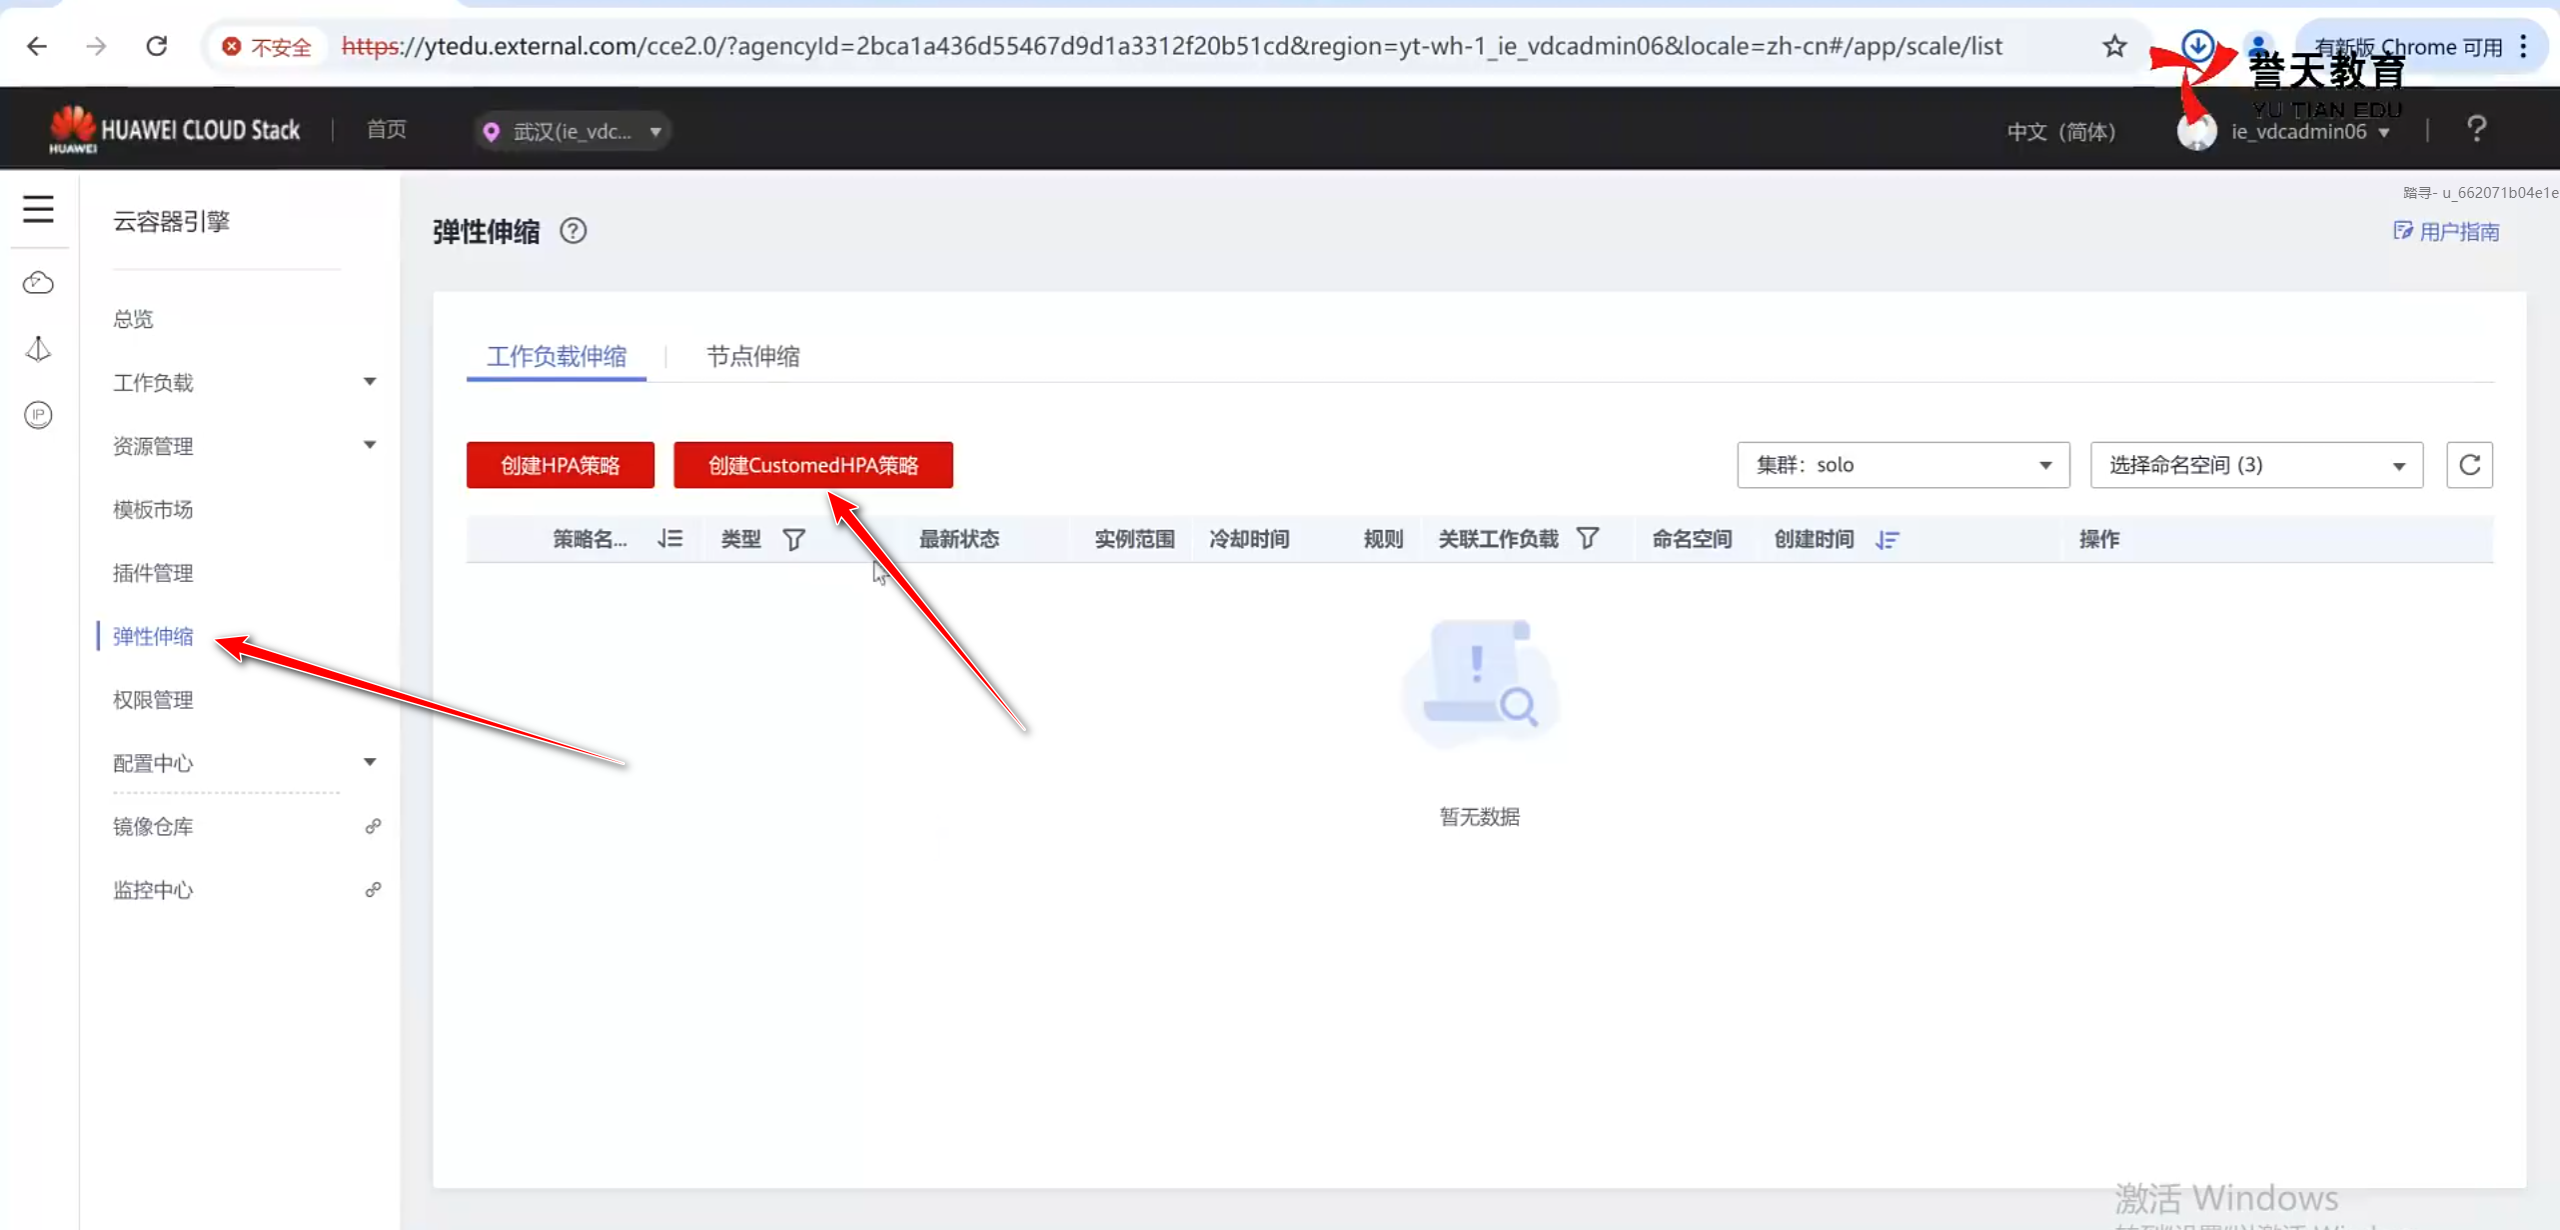 不安全 https://ytedu.external.com/cce2.0/?agencyId=2bca1a436d55467d9d1a3312f20b51cd&region=yt-wh-1_ie_vdcadmin06&locale=zh-cn#/app/scale/list 有新版 Chrome 可用
誉天教育
YU TIAN EDU
HUAWEI HUAWEI CLOUD Stack 首页 武汉(ie_vdc... 中文（简体） ie_vdcadmin06 ?
踏寻- u_662071b04e1e
云容器引擎
弹性伸缩 ?
用户指南
总览
工作负载
资源管理
模板市场
插件管理
弹性伸缩
权限管理
配置中心
镜像仓库
监控中心
IP
工作负载伸缩 节点伸缩
创建HPA策略 创建CustomedHPA策略 集群：solo 选择命名空间 (3)
策略名... 类型 最新状态 实例范围 冷却时间 规则 关联工作负载 命名空间 创建时间 操作
暂无数据
激活 Windows